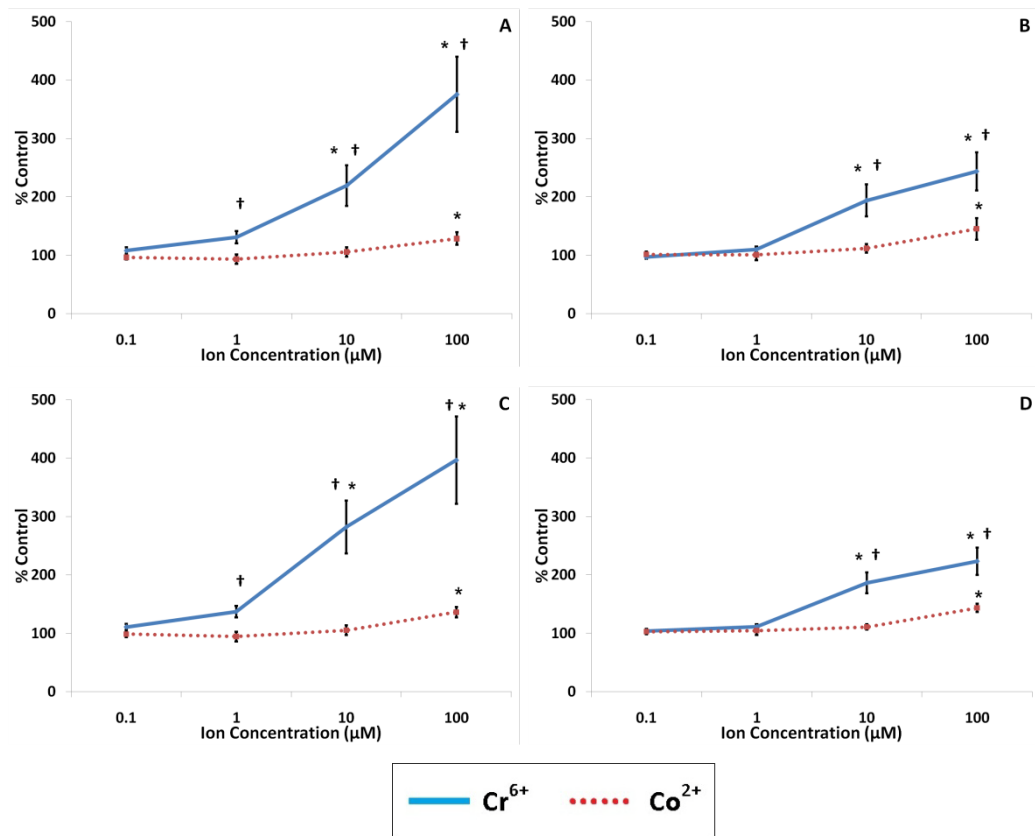 500 A
* †
400
% Control
300
* †
200
†
*
100
0
0.1 1 10 100
Ion Concentration (µM)
500 B
400
% Control
300
* † * †
200
*
100
0
0.1 1 10 100
Ion Concentration (µM)
500 C
† *
400
% Control
† *
300
200
†
*
100
0
0.1 1 10 100
Ion Concentration (µM)
500 D
400
% Control
300
* † * †
200
*
100
0
0.1 1 10 100
Ion Concentration (µM)
Cr⁶⁺ Co²⁺